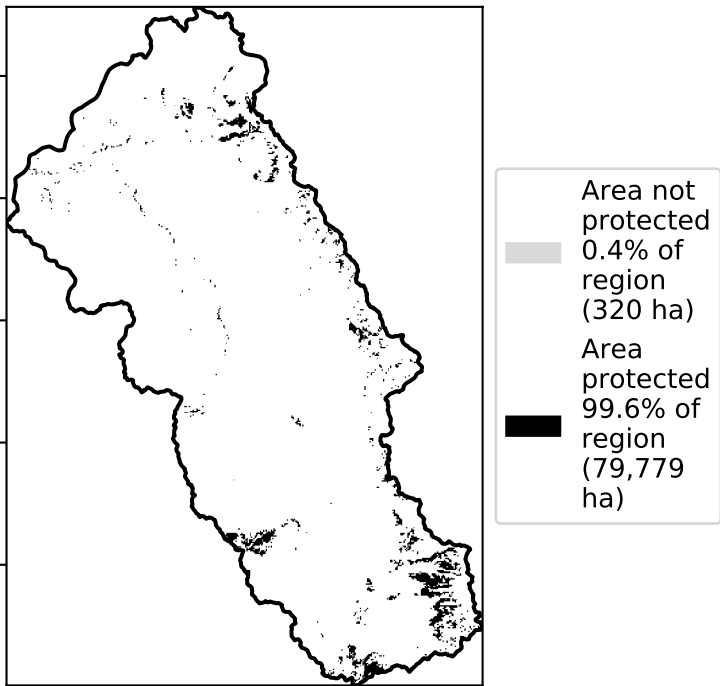 Area not
protected
0.4% of
region
(320 ha)
Area
protected
99.6% of
region
(79,779
ha)